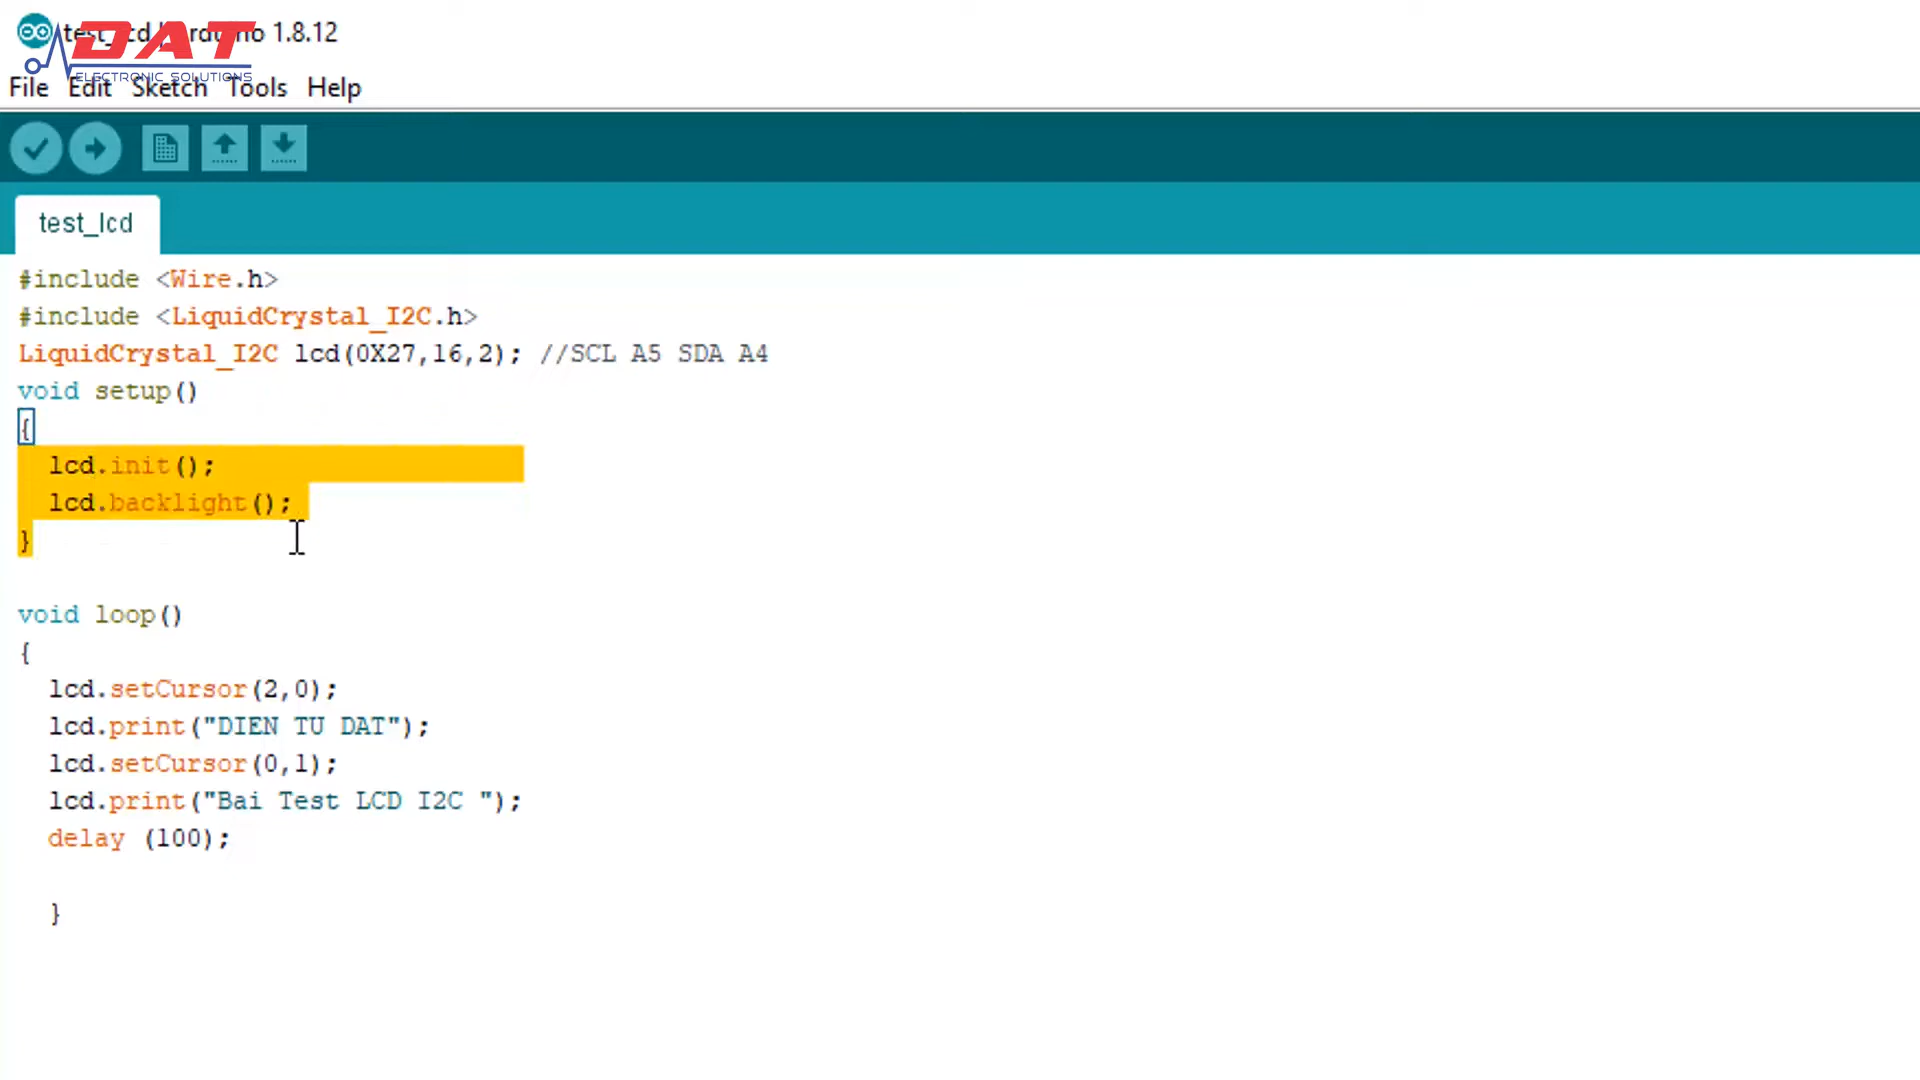 test_lcd | Arduino 1.8.12
DAT
ELECTRONIC SOLUTIONS
File Edit Sketch Tools Help
test_lcd
#include <Wire.h>
#include <LiquidCrystal_I2C.h>
LiquidCrystal_I2C lcd(0X27,16,2); //SCL A5 SDA A4
void setup()
{
  lcd.init();
  lcd.backlight();
}
void loop()
{
  lcd.setCursor(2,0);
  lcd.print("DIEN TU DAT");
  lcd.setCursor(0,1);
  lcd.print("Bai Test LCD I2C ");
  delay (100);
  }